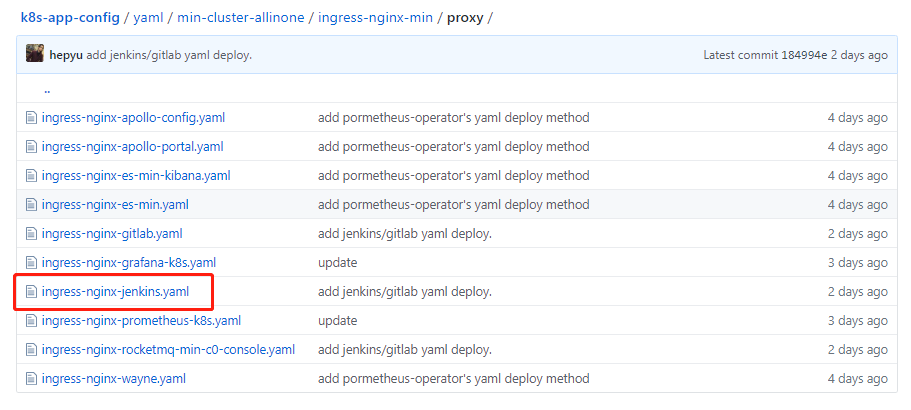 k8s-app-config / yaml / min-cluster-allinone / ingress-nginx-min / proxy /
hepyu add jenkins/gitlab yaml deploy. Latest commit 184994e 2 days ago
..
ingress-nginx-apollo-config.yaml add pormetheus-operator's yaml deploy method 4 days ago
ingress-nginx-apollo-portal.yaml add pormetheus-operator's yaml deploy method 4 days ago
ingress-nginx-es-min-kibana.yaml add pormetheus-operator's yaml deploy method 4 days ago
ingress-nginx-es-min.yaml add pormetheus-operator's yaml deploy method 4 days ago
ingress-nginx-gitlab.yaml add jenkins/gitlab yaml deploy. 2 days ago
ingress-nginx-grafana-k8s.yaml update 3 days ago
ingress-nginx-jenkins.yaml add jenkins/gitlab yaml deploy. 2 days ago
ingress-nginx-prometheus-k8s.yaml update 3 days ago
ingress-nginx-rocketmq-min-c0-console.yaml add jenkins/gitlab yaml deploy. 2 days ago
ingress-nginx-wayne.yaml add pormetheus-operator's yaml deploy method 4 days ago